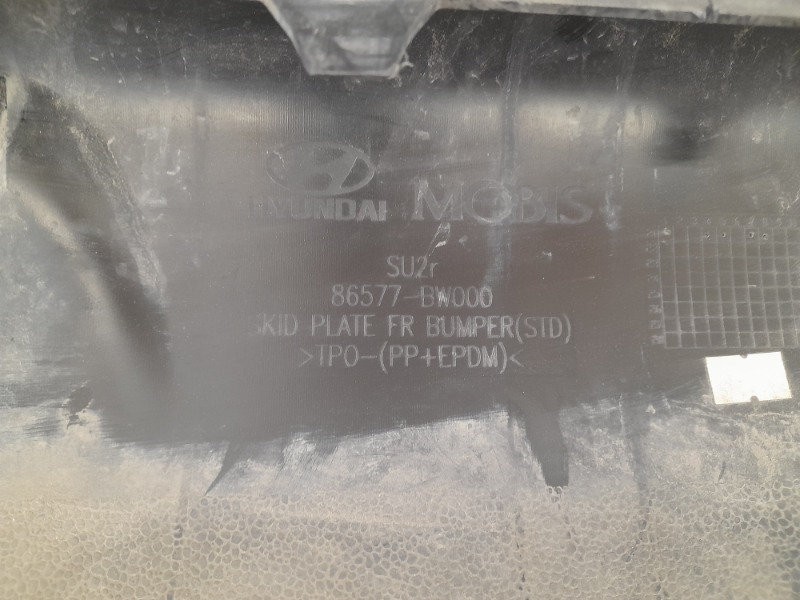 HYUNDAI MOBIS
SU2r
86577-BW000
SKID PLATE FR BUMPER(STD)
>TPO-(PP+EPDM)<